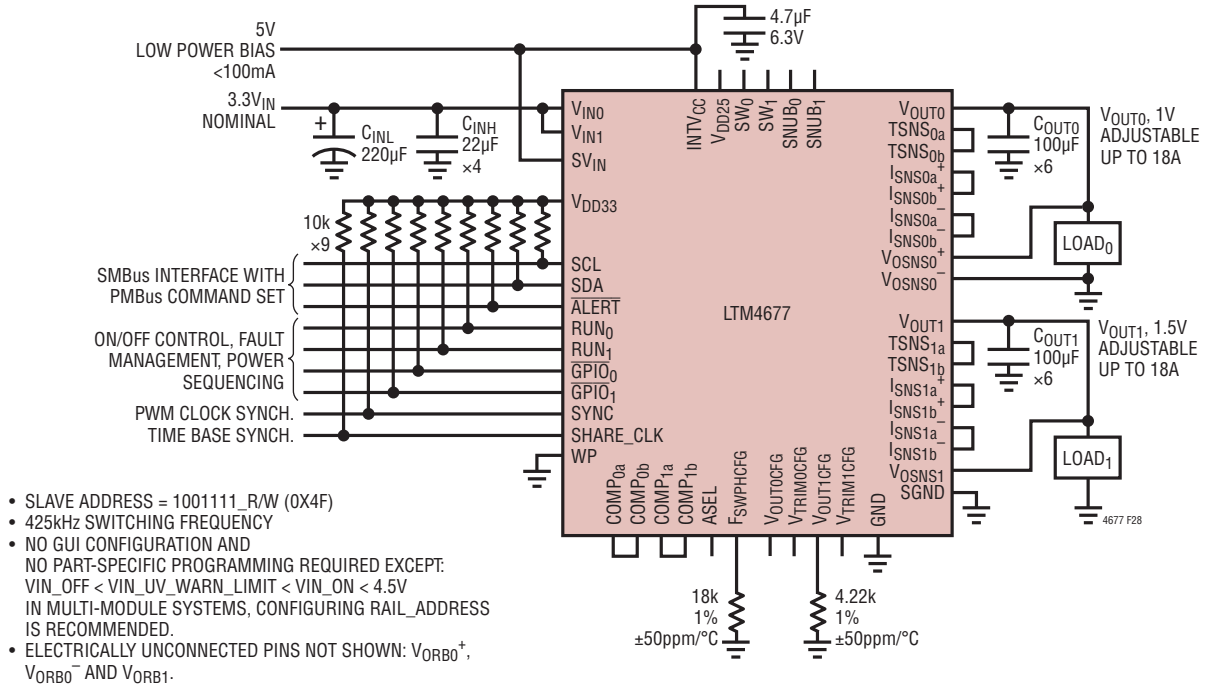 5V
LOW POWER BIAS
<100mA
4.7µF
6.3V
3.3VIN
NOMINAL
+
CINL
220µF
CINH
22µF
×4
10k
×9
SMBus INTERFACE WITH
PMBus COMMAND SET
ON/OFF CONTROL, FAULT
MANAGEMENT, POWER
SEQUENCING
PWM CLOCK SYNCH.
TIME BASE SYNCH.
VIN0
VIN1
SVIN
VDD33
SCL
SDA
ALERT
RUN0
RUN1
GPIO0
GPIO1
SYNC
SHARE_CLK
WP
INTVCC
VDD25
SW0
SW1
SNUB0
SNUB1
LTM4677
VOUT0
TSNS0a
TSNS0b
ISNS0a+
ISNS0b+
ISNS0a–
ISNS0b–
VOSNS0+
VOSNS0–
VOUT1
TSNS1a
TSNS1b
ISNS1a+
ISNS1b+
ISNS1a–
ISNS1b–
VOSNS1
SGND
COMP0a
COMP0b
COMP1a
COMP1b
ASEL
FSWPHCFG
VOUT0CFG
VTRIM0CFG
VOUT1CFG
VTRIM1CFG
GND
COUT0
100µF
×6
VOUT0, 1V
ADJUSTABLE
UP TO 18A
LOAD0
COUT1
100µF
×6
VOUT1, 1.5V
ADJUSTABLE
UP TO 18A
LOAD1
4677 F28
18k
1%
±50ppm/°C
4.22k
1%
±50ppm/°C
• SLAVE ADDRESS = 1001111_R/W (0X4F)
• 425kHz SWITCHING FREQUENCY
• NO GUI CONFIGURATION AND
NO PART-SPECIFIC PROGRAMMING REQUIRED EXCEPT:
VIN_OFF < VIN_UV_WARN_LIMIT < VIN_ON < 4.5V
IN MULTI-MODULE SYSTEMS, CONFIGURING RAIL_ADDRESS
IS RECOMMENDED.
• ELECTRICALLY UNCONNECTED PINS NOT SHOWN: VORB0+,
VORB0– AND VORB1.